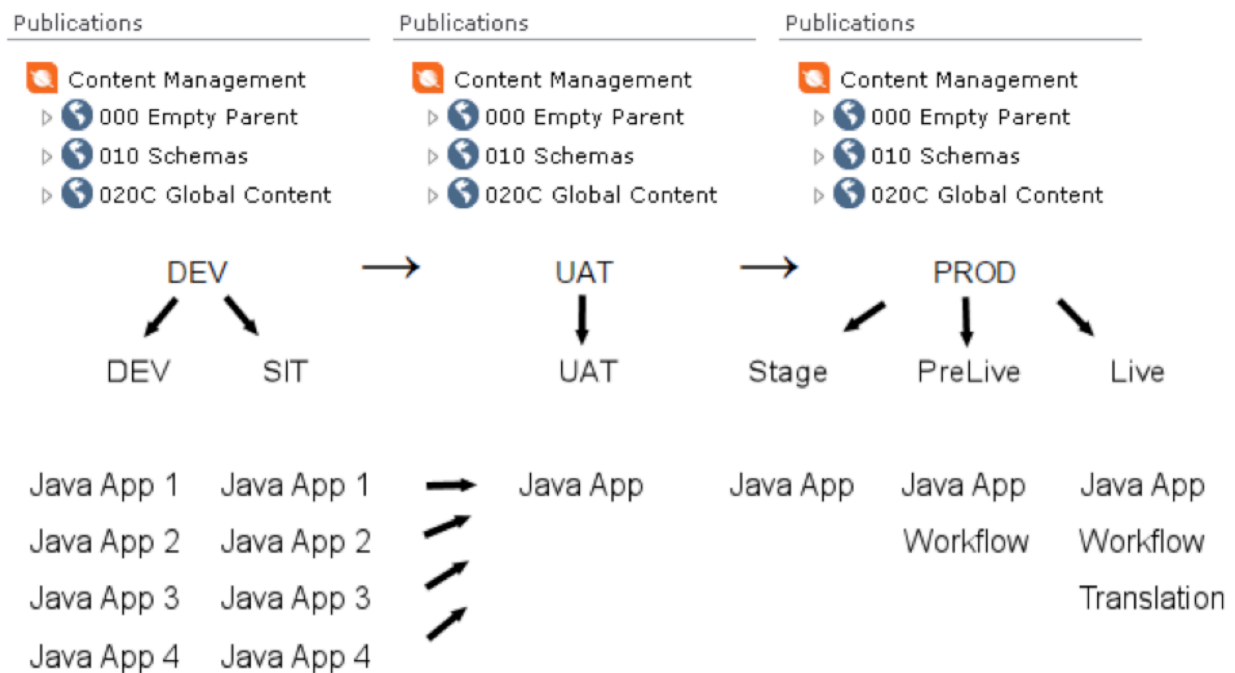 Publications Publications Publications
Content Management Content Management Content Management
000 Empty Parent 000 Empty Parent 000 Empty Parent
010 Schemas 010 Schemas 010 Schemas
020C Global Content 020C Global Content 020C Global Content
DEV → UAT → PROD
DEV SIT UAT Stage PreLive Live
Java App 1 Java App 1 Java App Java App Java App Java App
Java App 2 Java App 2 Workflow Workflow
Java App 3 Java App 3 Translation
Java App 4 Java App 4